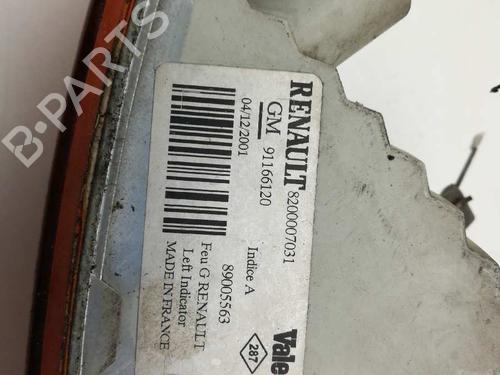 RENAULT 8200007031
GM 91166120
04/12/2001
Indice A
89005563
Feu G RENAULT
Left Indicator
MADE IN FRANCE
Vale
287
B-PARTS